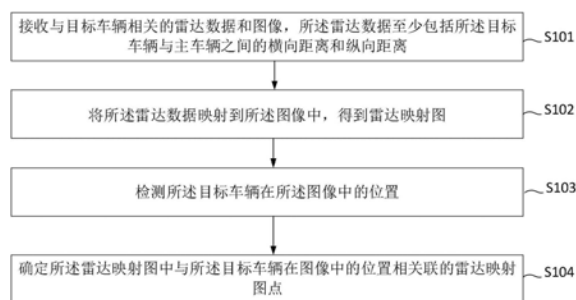 接收与目标车辆相关的雷达数据和图像，所述雷达数据至少包括所述目标
车辆与主车辆之间的横向距离和纵向距离
S101
将所述雷达数据映射到所述图像中，得到雷达映射图
S102
检测所述目标车辆在所述图像中的位置
S103
确定所述雷达映射图中与所述目标车辆在图像中的位置相关联的雷达映射
图点
S104